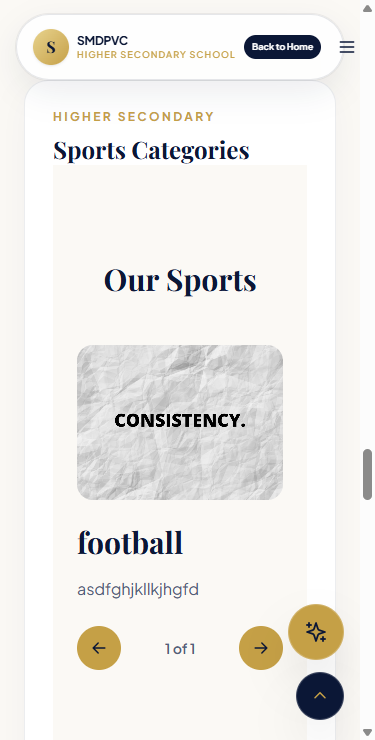 S
SMDPVC
HIGHER SECONDARY SCHOOL
Back to Home
HIGHER SECONDARY
Sports Categories
Our Sports
CONSISTENCY.
football
asdfghjkllkjhgfd
1 of 1